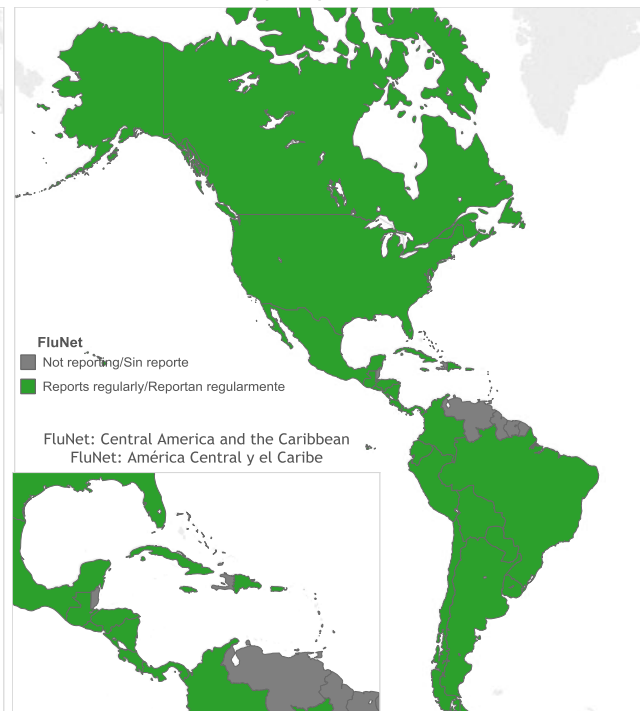 FluNet
Not reporting/Sin reporte
Reports regularly/Reportan regularmente
FluNet: Central America and the Caribbean
FluNet: América Central y el Caribe